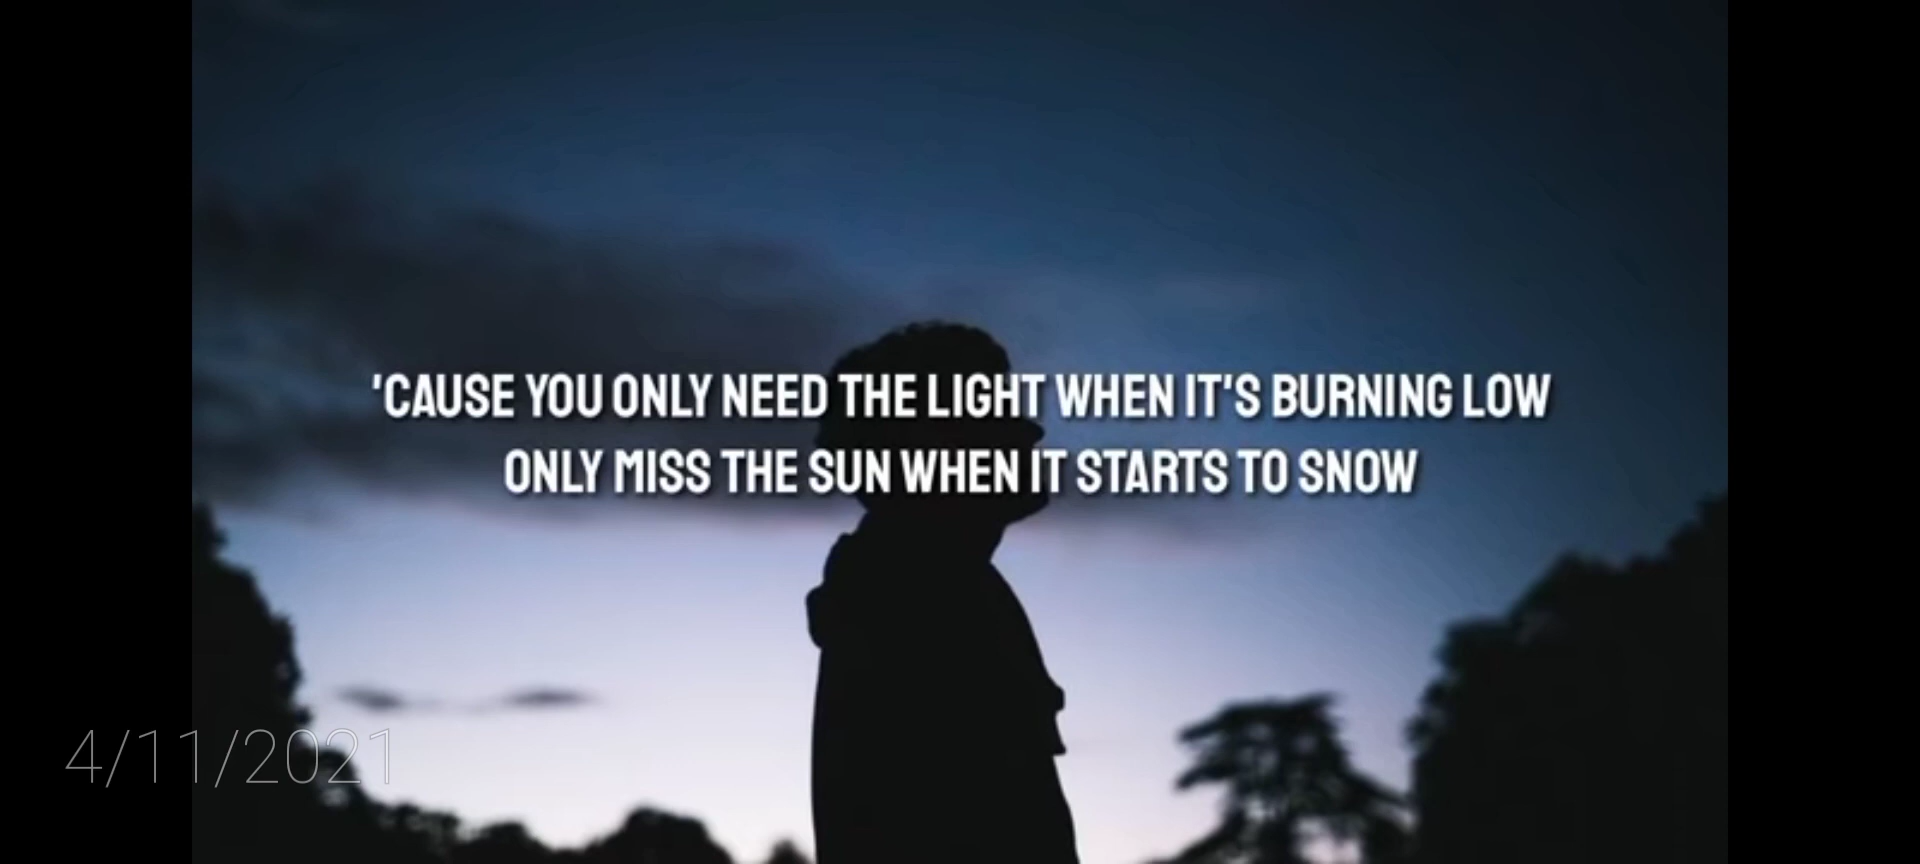 'CAUSE YOU ONLY NEED THE LIGHT WHEN IT'S BURNING LOW
ONLY MISS THE SUN WHEN IT STARTS TO SNOW
4/11/2021